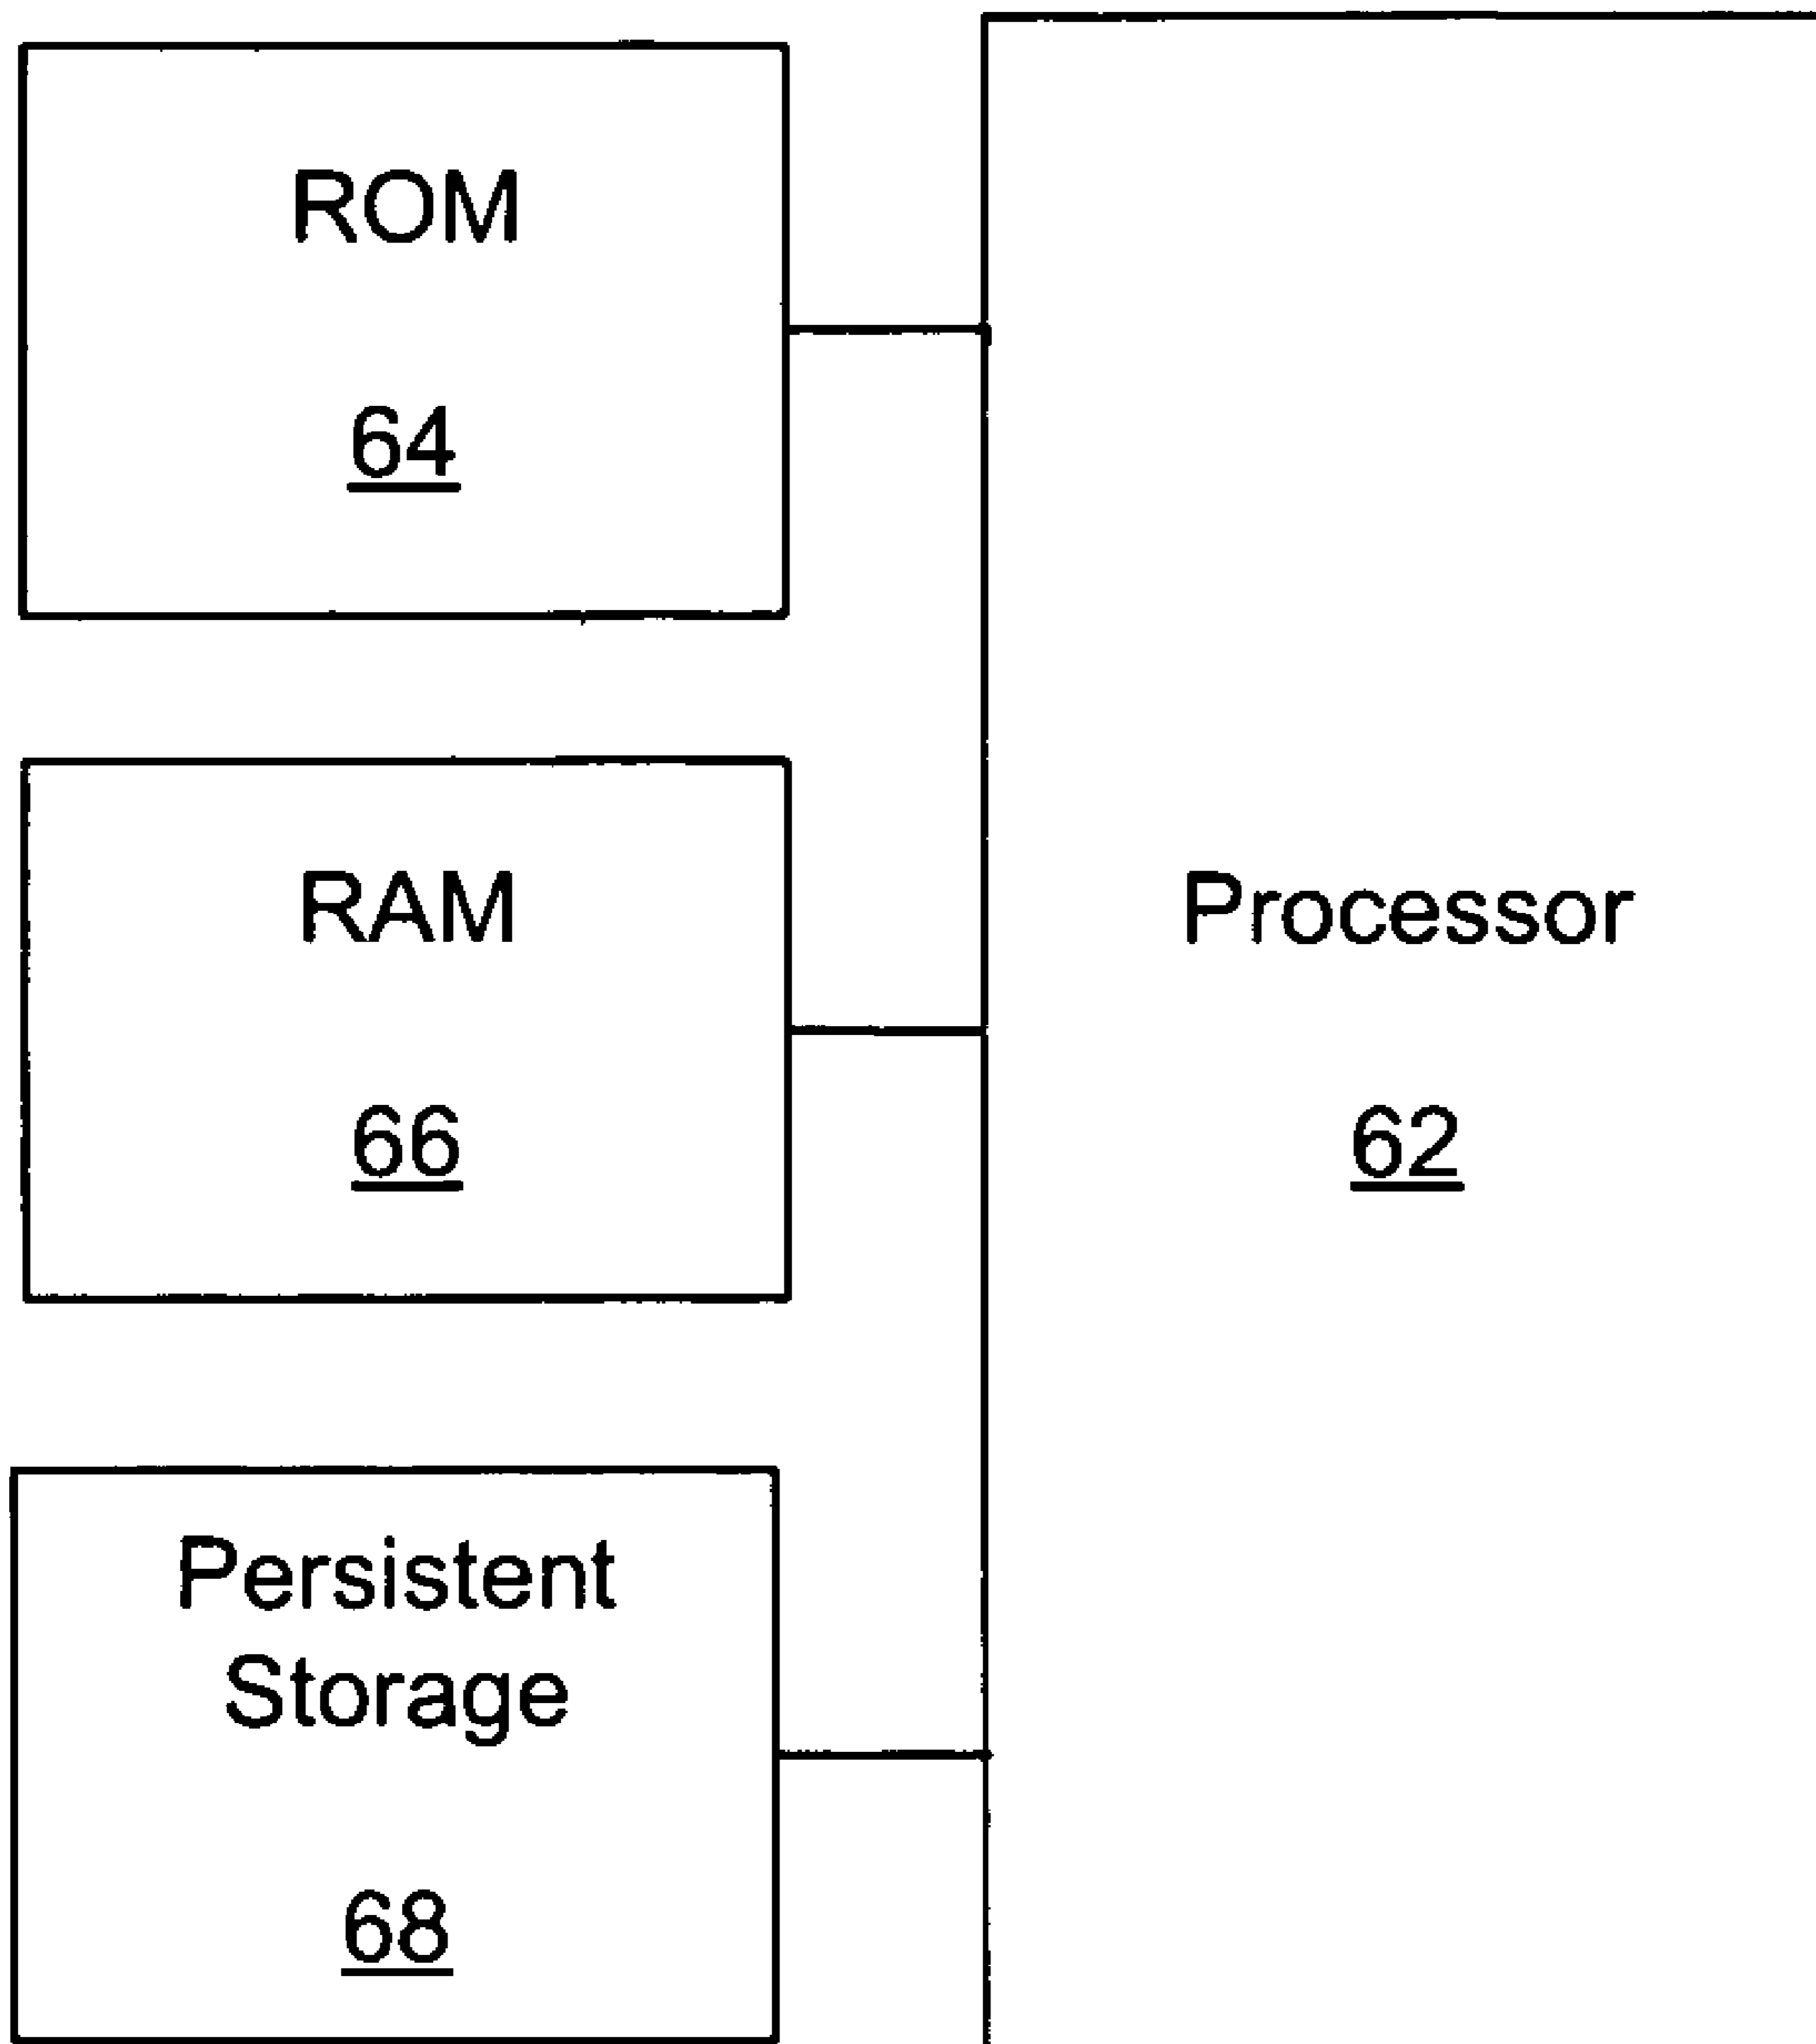 ROM
64
RAM
66
Processor
62
Persistent
Storage
68